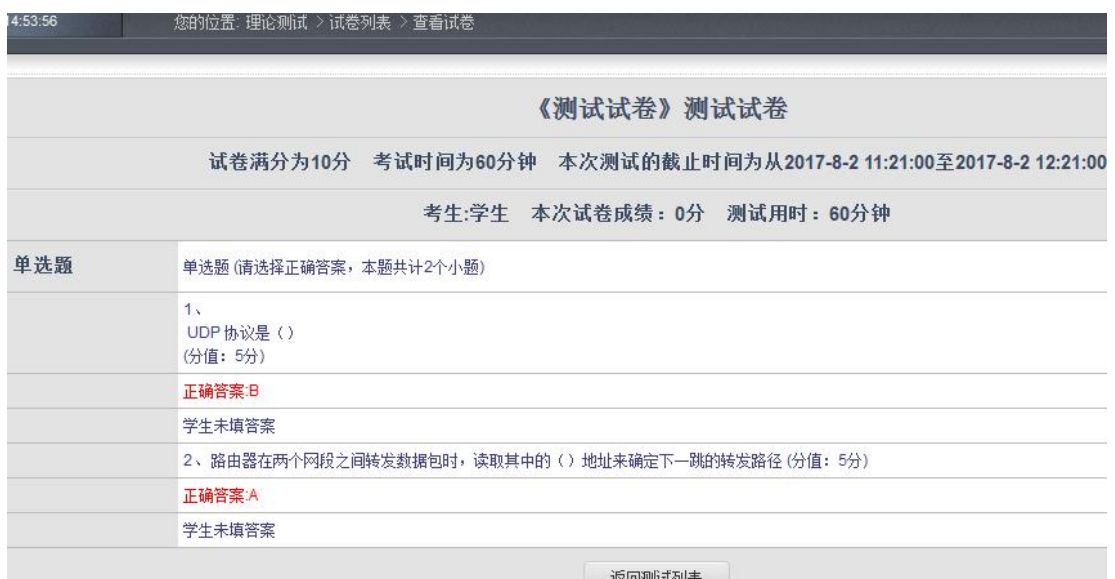 4:53:56
您的位置: 理论测试 > 试卷列表 > 查看试卷
《测试试卷》测试试卷
试卷满分为10分 考试时间为60分钟 本次测试的截止时间为从2017-8-2 11:21:00至2017-8-2 12:21:00
考生:学生 本次试卷成绩：0分 测试用时：60分钟
单选题
单选题 (请选择正确答案，本题共计2个小题)
1、
UDP 协议是（ ）
(分值：5分)
正确答案:B
学生未填答案
2、路由器在两个网段之间转发数据包时，读取其中的（ ）地址来确定下一跳的转发路径 (分值：5分)
正确答案:A
学生未填答案
返回测试列表